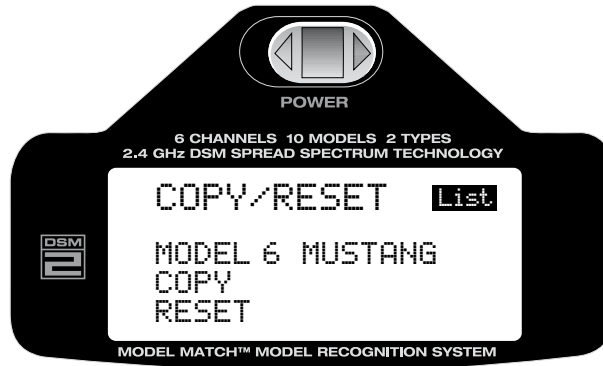 POWER
6 CHANNELS 10 MODELS 2 TYPES
2.4 GHz DSM SPREAD SPECTRUM TECHNOLOGY
COPY/RESET List
DSM
2
MODEL 6 MUSTANG
COPY
RESET
MODEL MATCH™ MODEL RECOGNITION SYSTEM